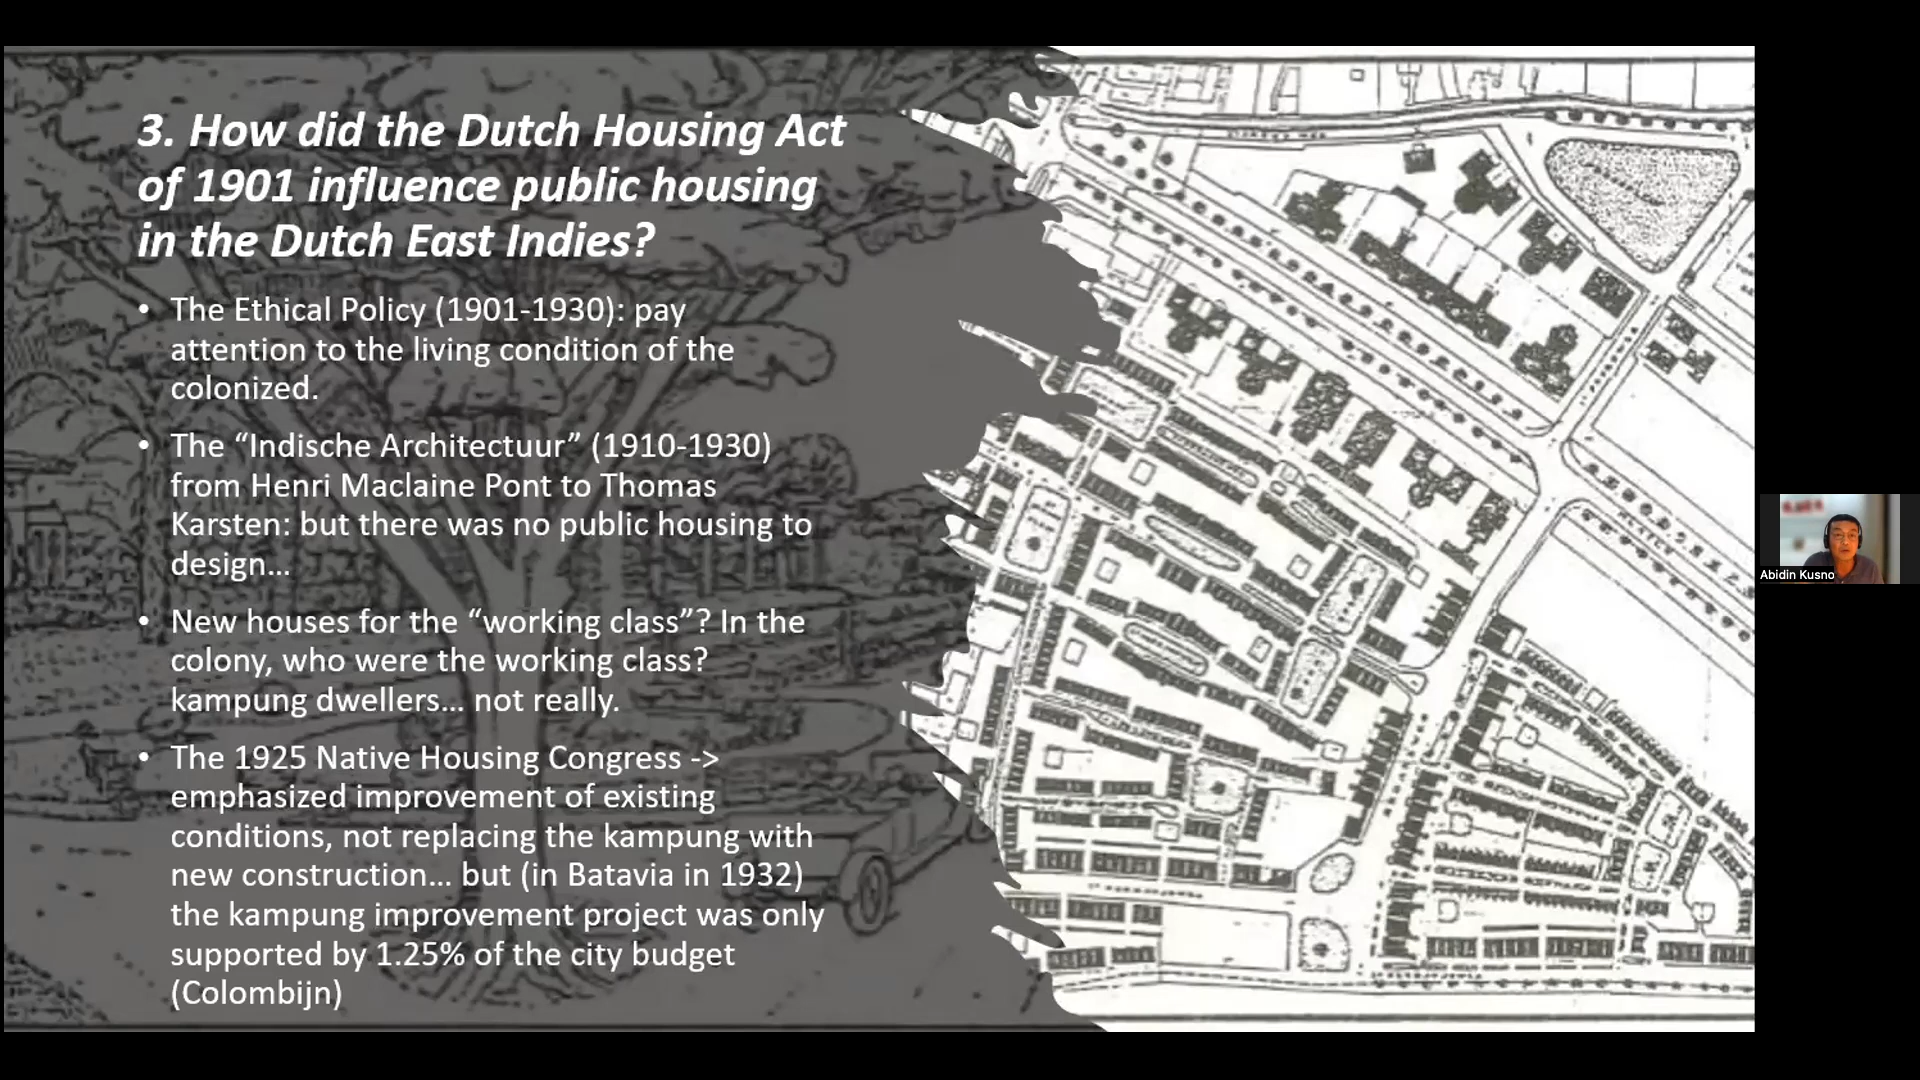 3. How did the Dutch Housing Act
of 1901 influence public housing
in the Dutch East Indies?
• The Ethical Policy (1901-1930): pay
attention to the living condition of the
colonized.
• The “Indische Architectuur” (1910-1930)
from Henri Maclaine Pont to Thomas
Karsten: but there was no public housing to
design...
• New houses for the “working class”? In the
colony, who were the working class?
kampung dwellers... not really.
• The 1925 Native Housing Congress ->
emphasized improvement of existing
conditions, not replacing the kampung with
new construction... but (in Batavia in 1932)
the kampung improvement project was only
supported by 1.25% of the city budget
(Colombijn)
Abidin Kusno